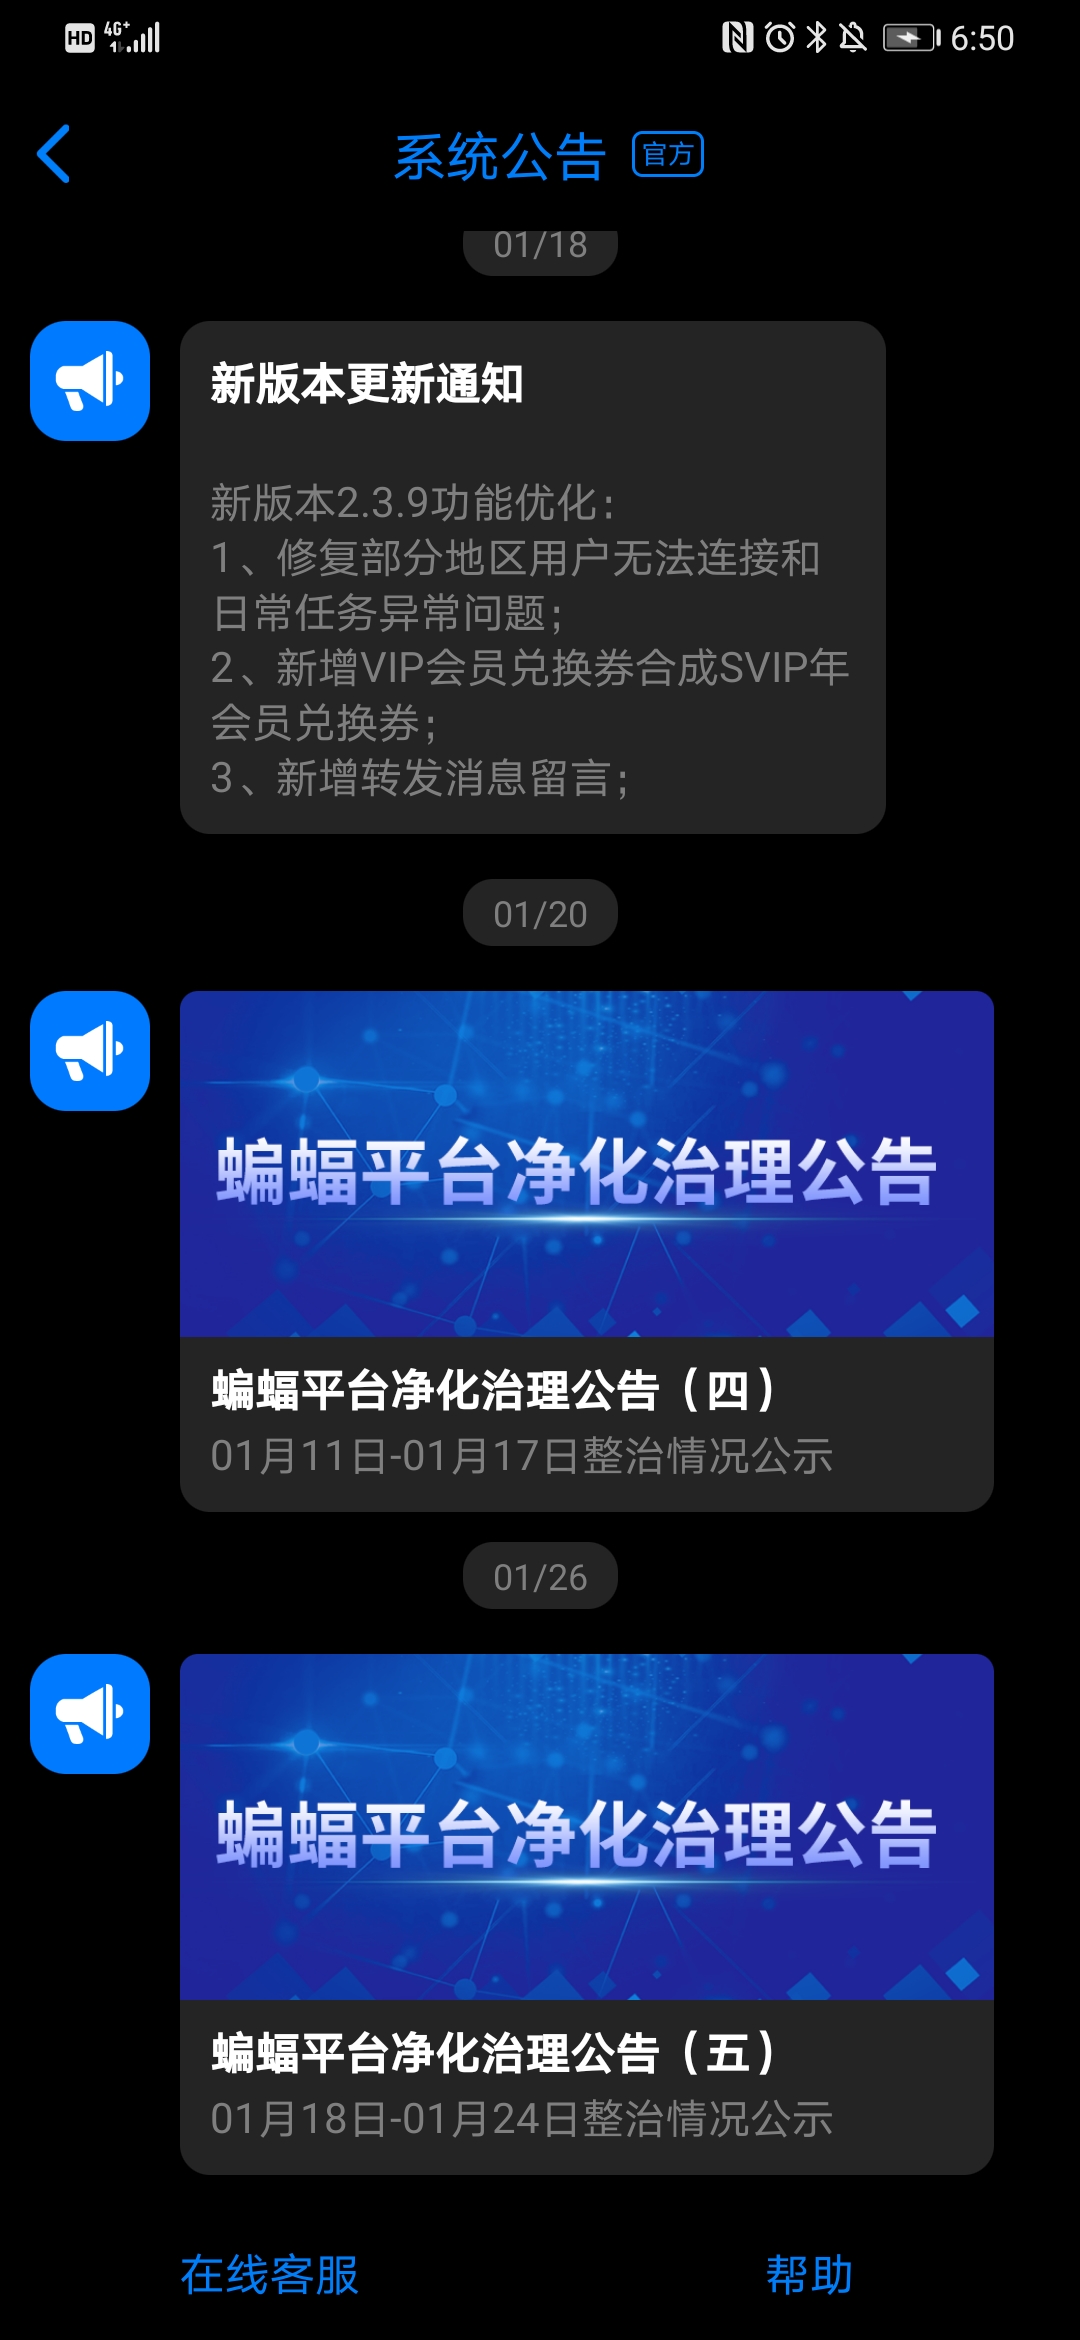 HD 4G+ 6:50
系统公告 官方
01/18
新版本更新通知
新版本2.3.9功能优化：
1、修复部分地区用户无法连接和
日常任务异常问题；
2、新增VIP会员兑换券合成SVIP年
会员兑换券；
3、新增转发消息留言；
01/20
蝙蝠平台净化治理公告
蝙蝠平台净化治理公告（四）
01月11日-01月17日整治情况公示
01/26
蝙蝠平台净化治理公告
蝙蝠平台净化治理公告（五）
01月18日-01月24日整治情况公示
在线客服 帮助